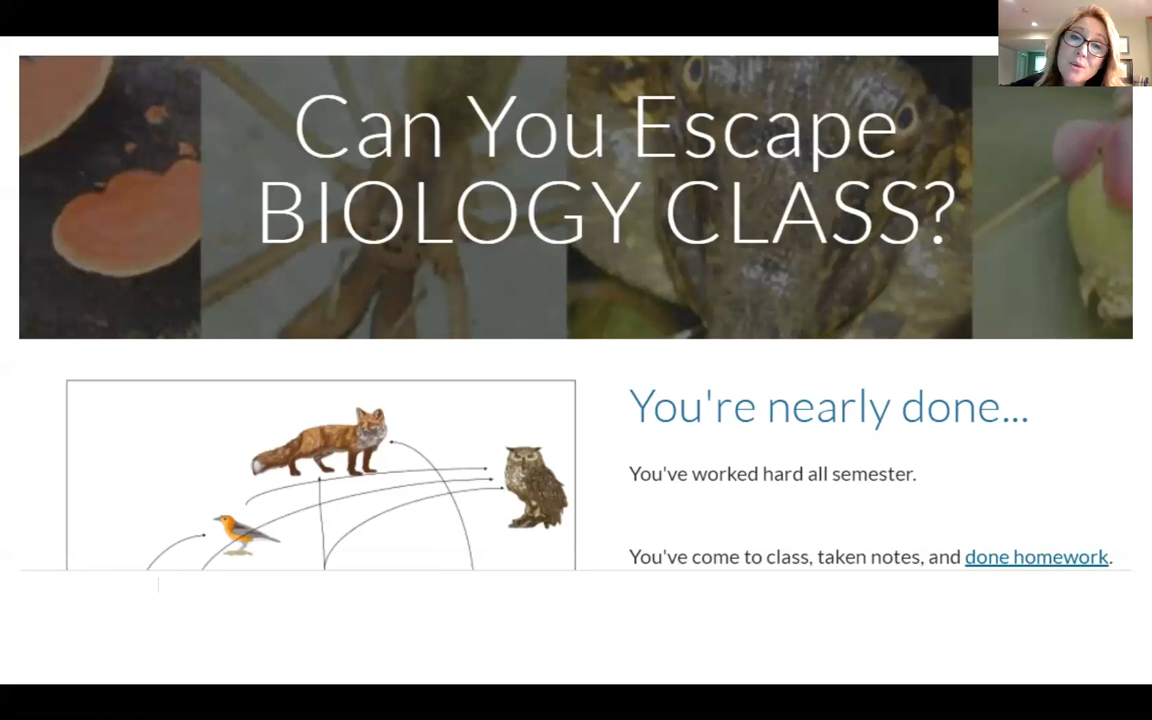 Can You Escape
BIOLOGY CLASS?
You're nearly done...
You've worked hard all semester.
You've come to class, taken notes, and done homework.